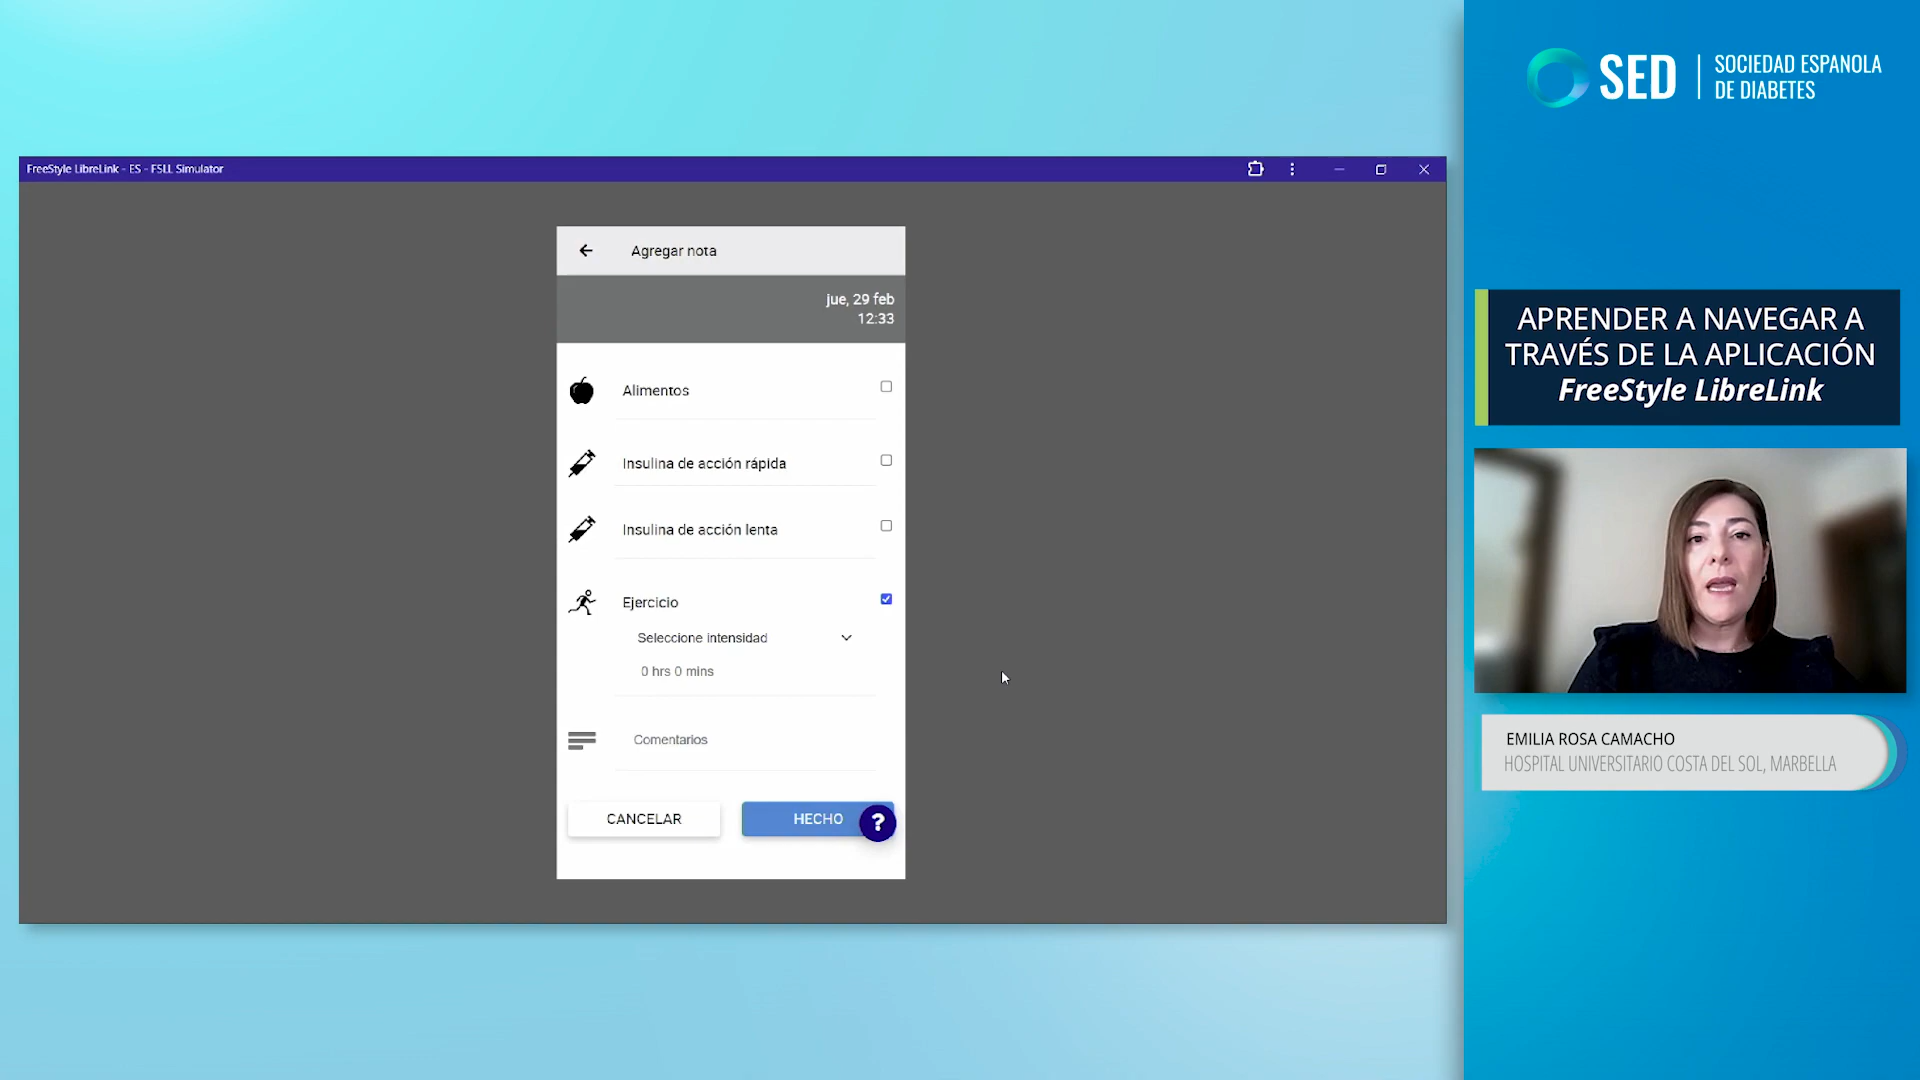 FreeStyle LibreLink - ES - FSLL Simulator
Agregar nota
jue, 29 feb
12:33
Alimentos
Insulina de acción rápida
Insulina de acción lenta
Ejercicio
Seleccione intensidad
0 hrs 0 mins
Comentarios
CANCELAR
HECHO
?
SED
SOCIEDAD ESPAÑOLA
DE DIABETES
APRENDER A NAVEGAR A
TRAVÉS DE LA APLICACIÓN
FreeStyle LibreLink
EMILIA ROSA CAMACHO
HOSPITAL UNIVERSITARIO COSTA DEL SOL, MARBELLA